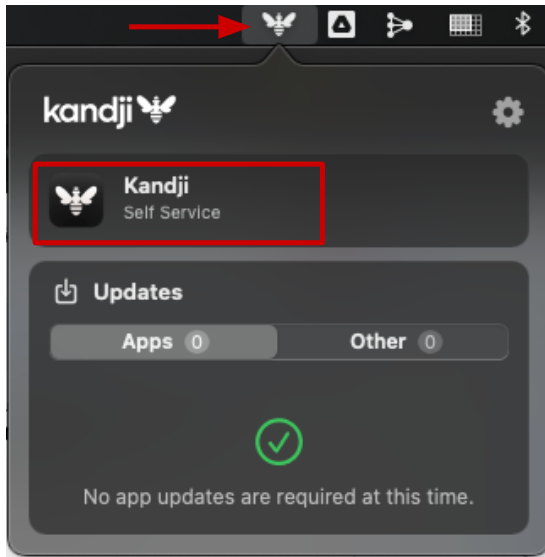 kandji
Kandji
Self Service
Updates
Apps 0
Other 0
No app updates are required at this time.